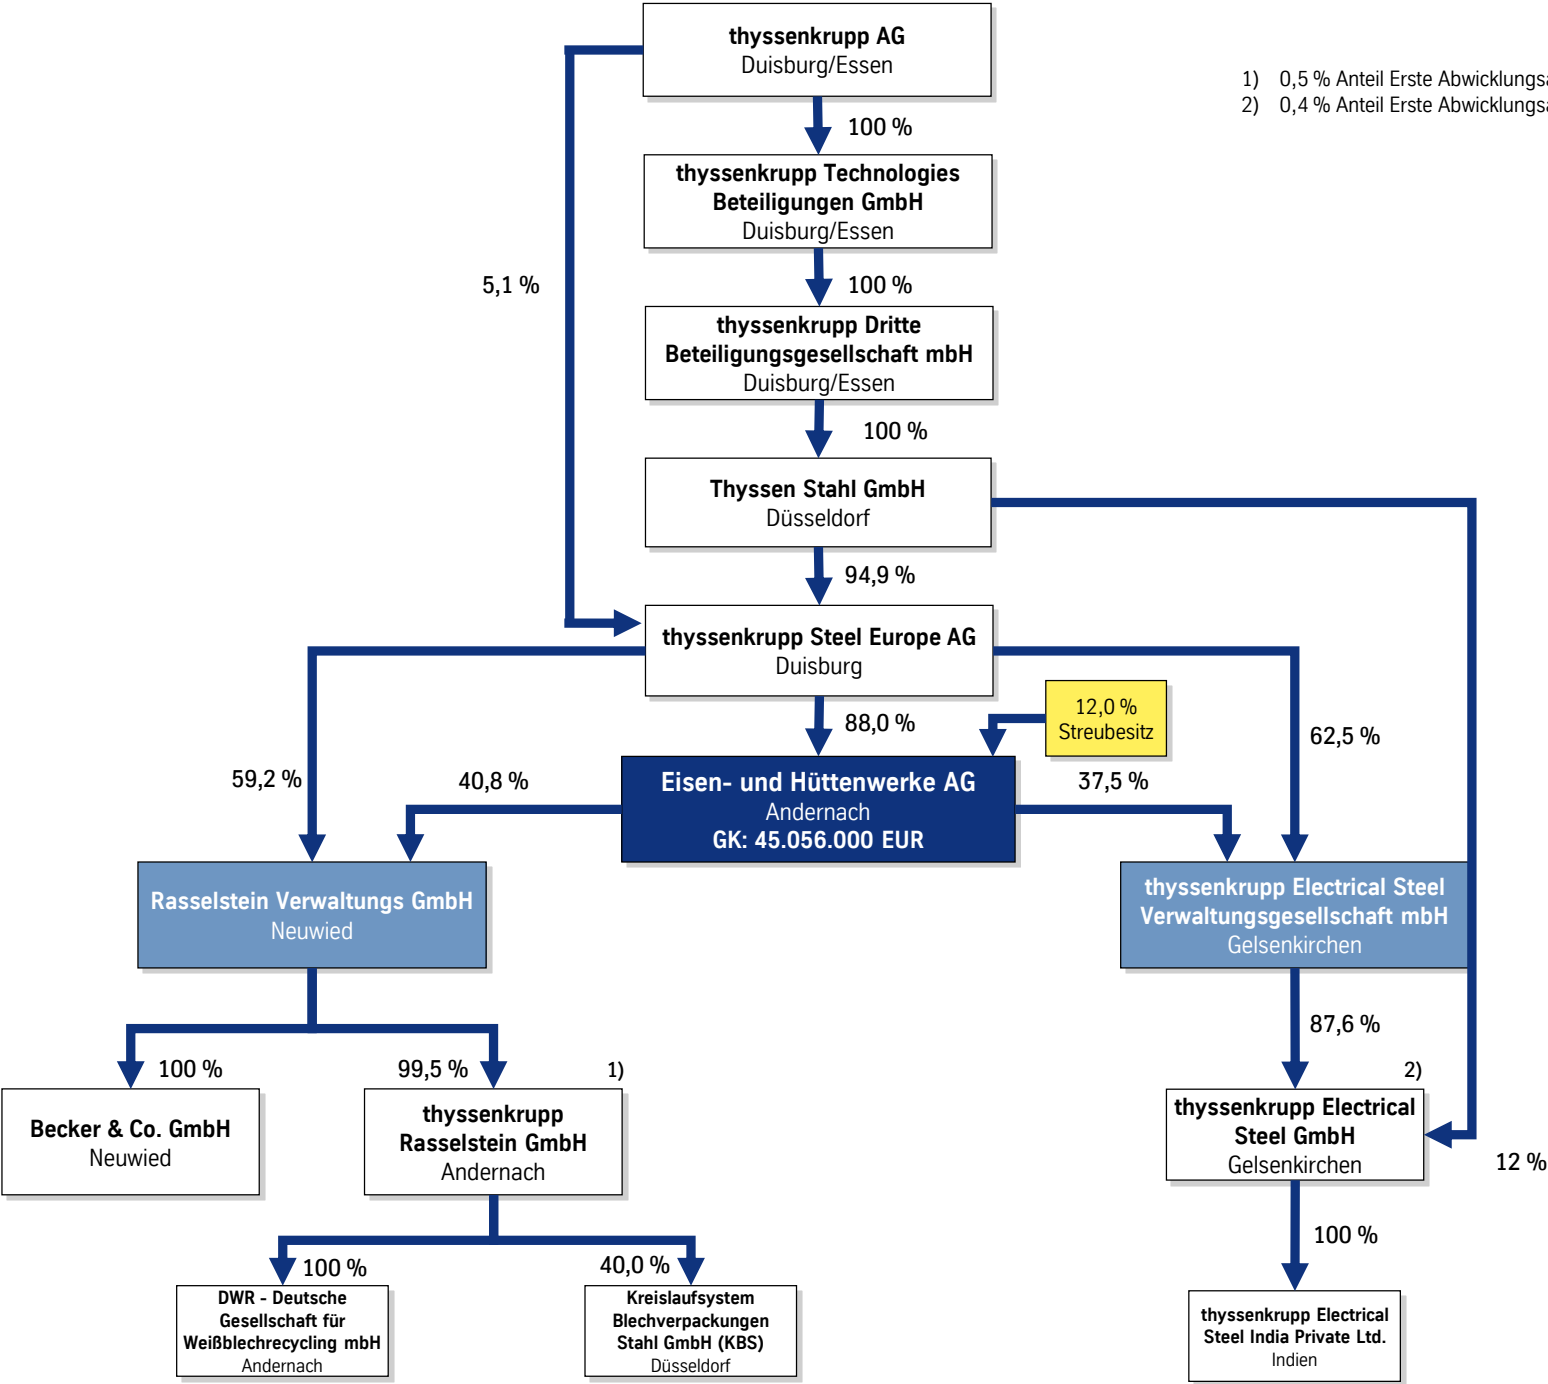 thyssenkrupp AG
Duisburg/Essen
1) 0,5 % Anteil Erste
2) 0,4 % Anteil Erste
100 %
thyssenkrupp Technologies
Beteiligungen GmbH
Duisburg/Essen
5,1 %
100 %
thyssenkrupp Dritte
Beteiligungsgesellschaft mbH
Duisburg/Essen
100 %
Thyssen Stahl GmbH
Düsseldorf
94,9 %
thyssenkrupp Steel Europe AG
Duisburg
88,0 %
12,0 %
Streubesitz
62,5 %
59,2 %
40,8 %
Eisen- und Hüttenwerke AG
Andernach
GK: 45.056.000 EUR
37,5 %
Rasselstein Verwaltungs GmbH
Neuwied
thyssenkrupp Electrical Steel
Verwaltungsgesellschaft mbH
Gelsenkirchen
87,6 %
100 %
99,5 %
1)
2)
Becker & Co. GmbH
Neuwied
thyssenkrupp
Rasselstein GmbH
Andernach
thyssenkrupp Electrical
Steel GmbH
Gelsenkirchen
12 %
100 %
40,0 %
100 %
DWR - Deutsche
Gesellschaft für
Weißblechrecycling mbH
Andernach
Kreislaufsystem
Blechverpackungen
Stahl GmbH (KBS)
Düsseldorf
thyssenkrupp Electrical
Steel India Private Ltd.
Indien